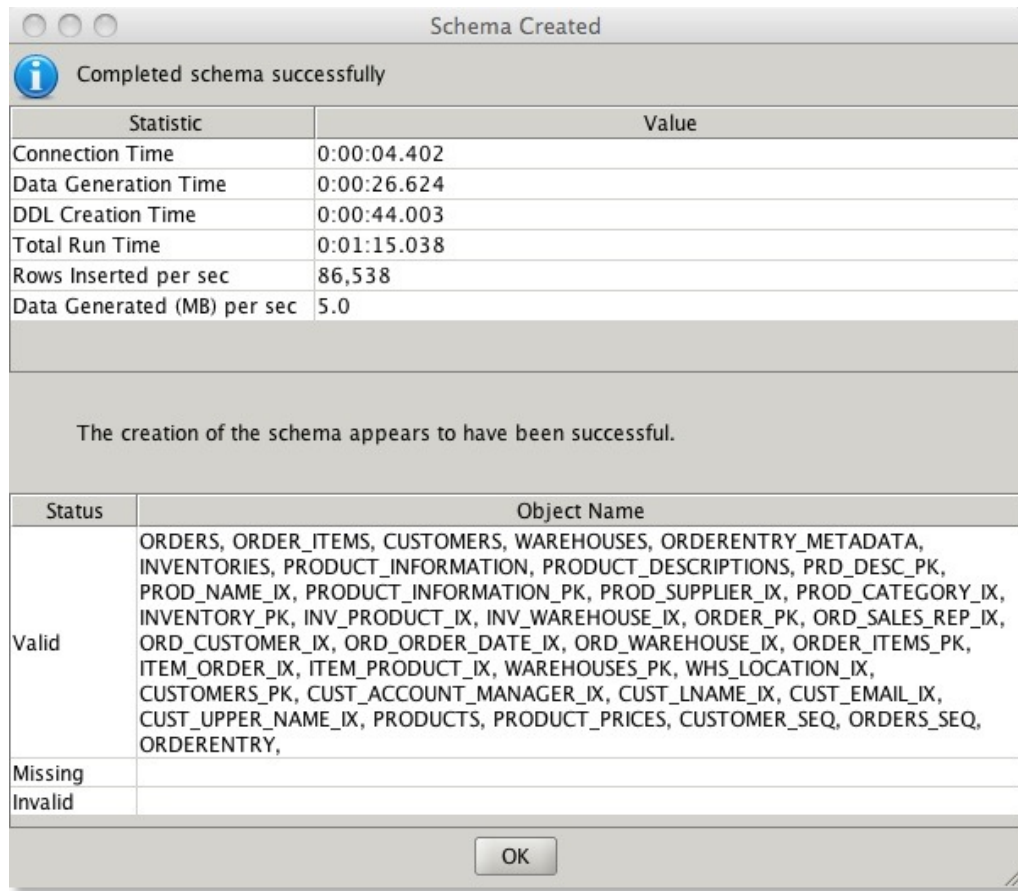 Schema Created
Completed schema successfully
Statistic Value
Connection Time 0:00:04.402
Data Generation Time 0:00:26.624
DDL Creation Time 0:00:44.003
Total Run Time 0:01:15.038
Rows Inserted per sec 86,538
Data Generated (MB) per sec 5.0
The creation of the schema appears to have been successful.
Status Object Name
ORDERS, ORDER_ITEMS, CUSTOMERS, WAREHOUSES, ORDERENTRY_METADATA,
INVENTORIES, PRODUCT_INFORMATION, PRODUCT_DESCRIPTIONS, PRD_DESC_PK,
PROD_NAME_IX, PRODUCT_INFORMATION_PK, PROD_SUPPLIER_IX, PROD_CATEGORY_IX,
INVENTORY_PK, INV_PRODUCT_IX, INV_WAREHOUSE_IX, ORDER_PK, ORD_SALES_REP_IX,
Valid ORD_CUSTOMER_IX, ORD_ORDER_DATE_IX, ORD_WAREHOUSE_IX, ORDER_ITEMS_PK,
ITEM_ORDER_IX, ITEM_PRODUCT_IX, WAREHOUSES_PK, WHS_LOCATION_IX,
CUSTOMERS_PK, CUST_ACCOUNT_MANAGER_IX, CUST_LNAME_IX, CUST_EMAIL_IX,
CUST_UPPER_NAME_IX, PRODUCTS, PRODUCT_PRICES, CUSTOMER_SEQ, ORDERS_SEQ,
ORDERENTRY,
Missing
Invalid
OK